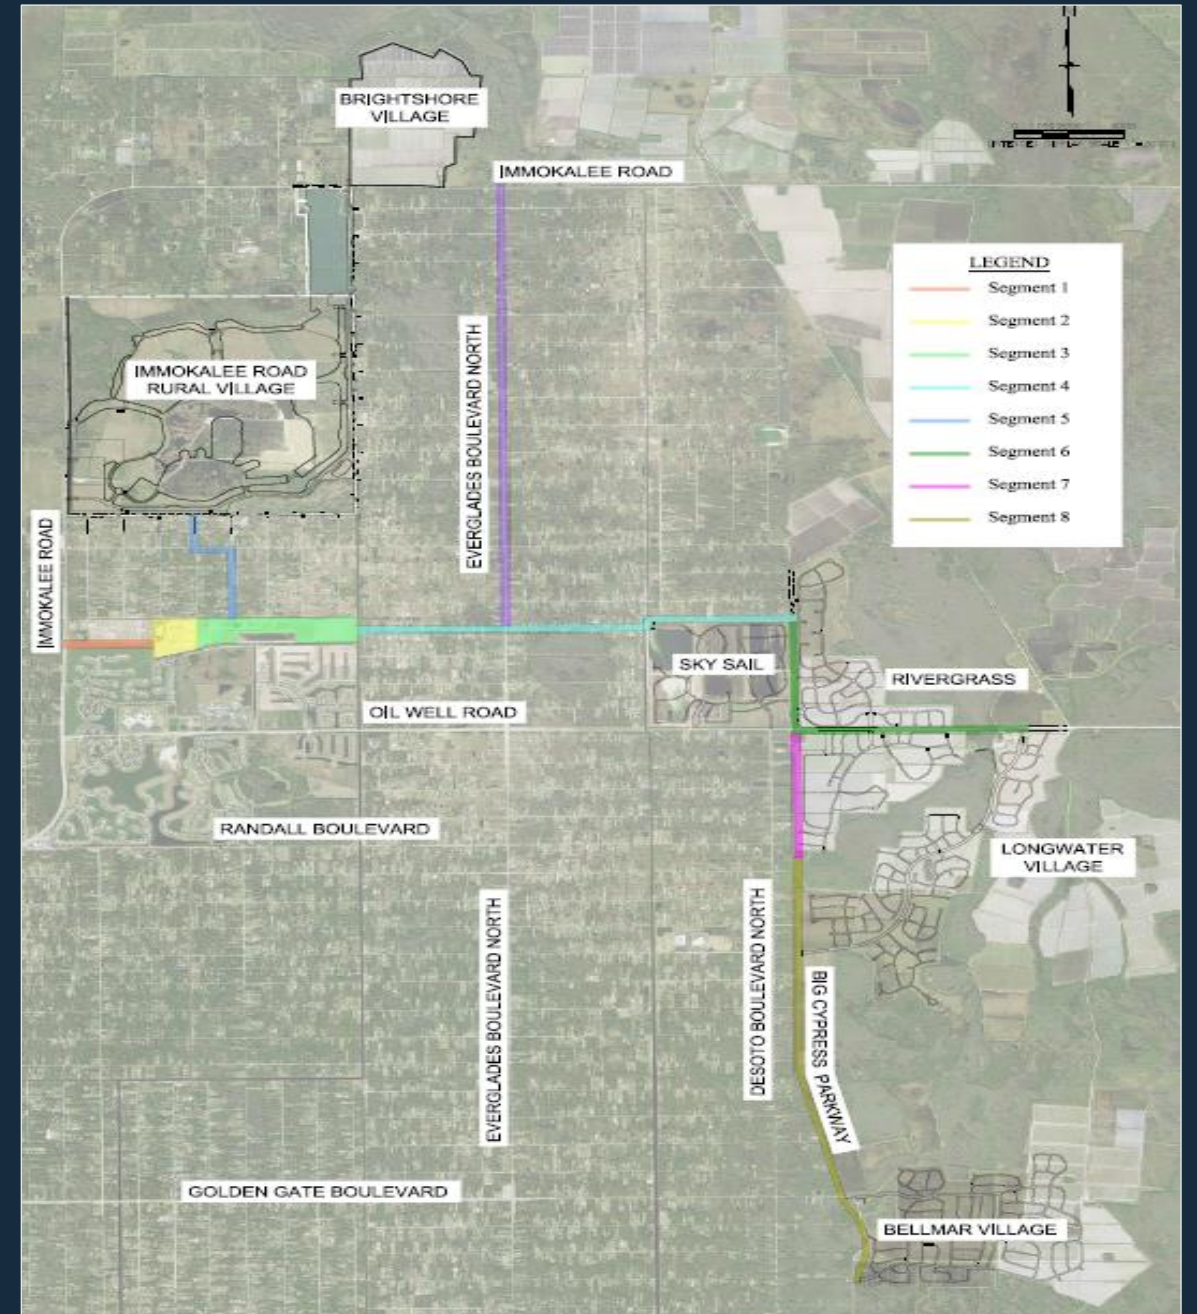 BRIGHTSHORE
VILLAGE
IMMOKALEE ROAD
LEGEND
Segment 1
Segment 2
Segment 3
Segment 4
Segment 5
Segment 6
Segment 7
Segment 8
IMMOKALEE ROAD
RURAL VILLAGE
EVERGLADES BOULEVARD NORTH
IMMOKALEE ROAD
SKY SAIL
RIVERGRASS
OIL WELL ROAD
RANDALL BOULEVARD
LONGWATER
VILLAGE
EVERGLADES BOULEVARD NORTH
DESOTO BOULEVARD NORTH
BIG CYPRESS PARKWAY
GOLDEN GATE BOULEVARD
BELLMAR VILLAGE